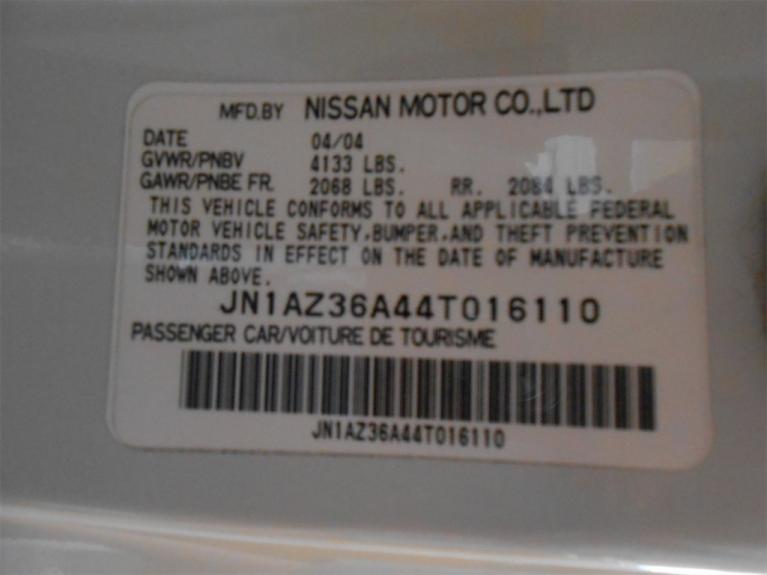 MFD.BY NISSAN MOTOR CO.,LTD
DATE 04/04
GVWR/PNBV 4133 LBS.
GAWR/PNBE FR. 2068 LBS. RR. 2084 LBS.
THIS VEHICLE CONFORMS TO ALL APPLICABLE FEDERAL
MOTOR VEHICLE SAFETY,BUMPER,AND THEFT PREVENTION
STANDARDS IN EFFECT ON THE DATE OF MANUFACTURE
SHOWN ABOVE.
JN1AZ36A44T016110
PASSENGER CAR/VOITURE DE TOURISME
JN1AZ36A44T016110